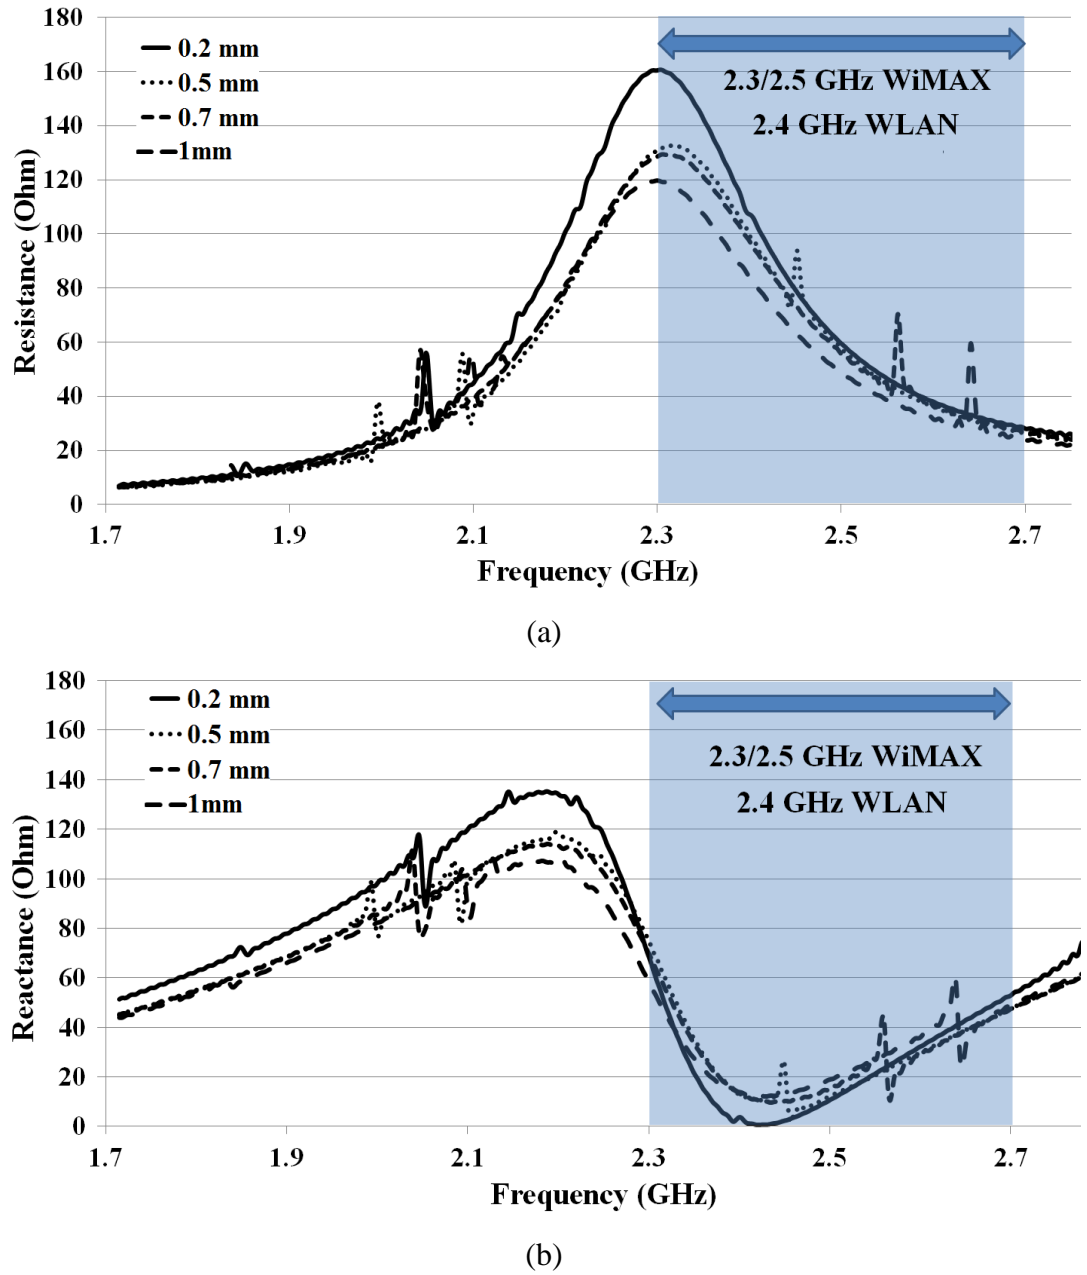 180
160
140
120
100
80
60
40
20
0
Resistance (Ohm)
0.2 mm
0.5 mm
0.7 mm
1mm
2.3/2.5 GHz WiMAX
2.4 GHz WLAN
1.7 1.9 2.1 2.3 2.5 2.7
Frequency (GHz)
(a)
180
160
140
120
100
80
60
40
20
0
Reactance (Ohm)
0.2 mm
0.5 mm
0.7 mm
1mm
2.3/2.5 GHz WiMAX
2.4 GHz WLAN
1.7 1.9 2.1 2.3 2.5 2.7
Frequency (GHz)
(b)